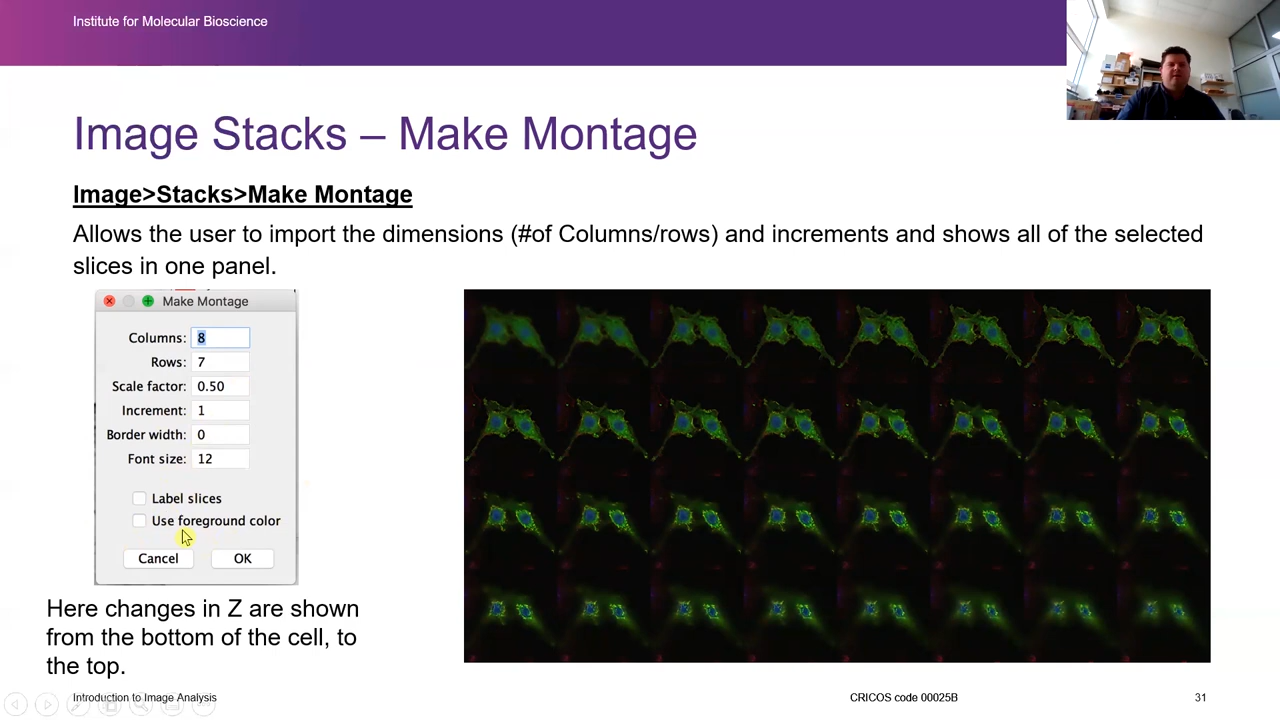 Institute for Molecular Bioscience
Image Stacks – Make Montage
Image>Stacks>Make Montage
Allows the user to import the dimensions (#of Columns/rows) and increments and shows all of the selected
slices in one panel.
Make Montage
Columns: 8
Rows: 7
Scale factor: 0.50
Increment: 1
Border width: 0
Font size: 12
Label slices
Use foreground color
Cancel OK
Here changes in Z are shown
from the bottom of the cell, to
the top.
Introduction to Image Analysis CRICOS code 00025B 31